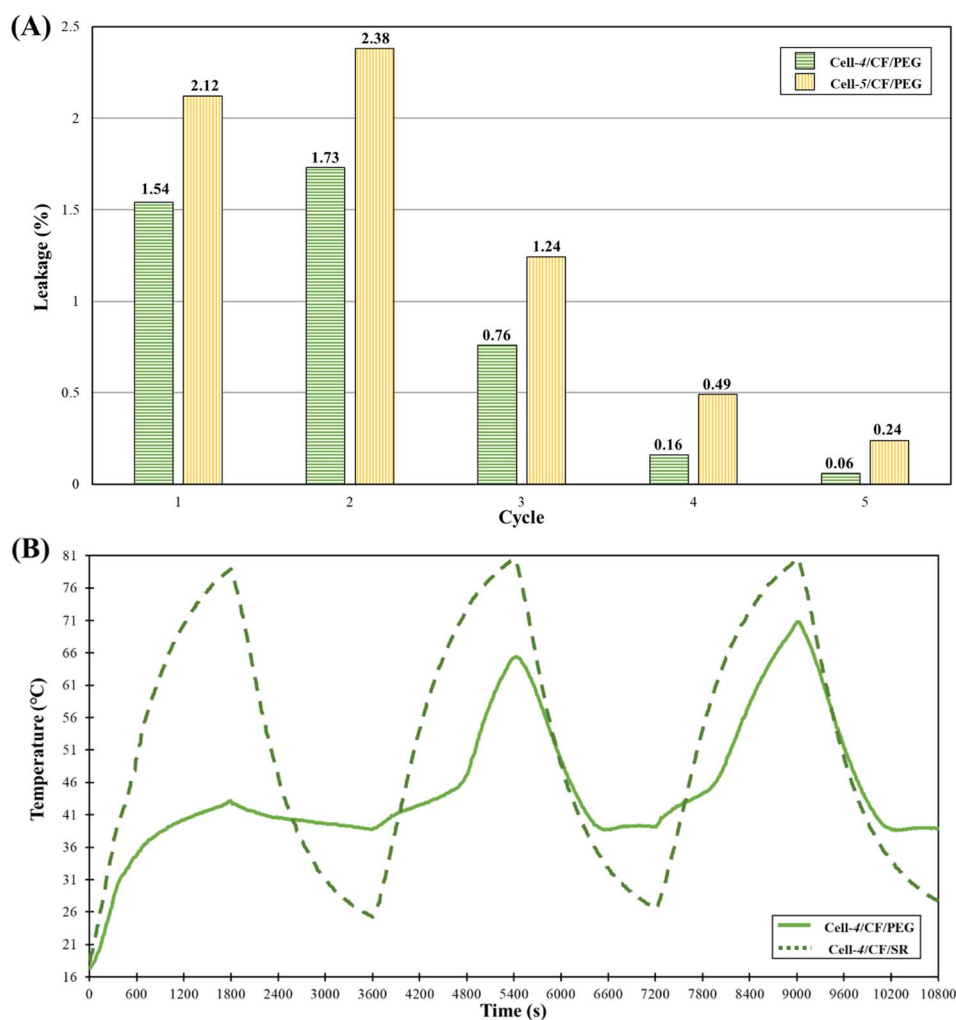 (A)
2.5
2
1.5
1
0.5
0
Leakage (%)
2.12
1.54
2.38
1.73
1.24
0.76
0.49
0.16
0.24
0.06
Cell-4/CF/PEG
Cell-5/CF/PEG
1 2 3 4 5
Cycle
(B)
81
76
71
66
61
56
51
46
41
36
31
26
21
16
Temperature (°C)
Cell-4/CF/PEG
Cell-4/CF/SR
0 600 1200 1800 2400 3000 3600 4200 4800 5400 6000 6600 7200 7800 8400 9000 9600 10200 10800
Time (s)